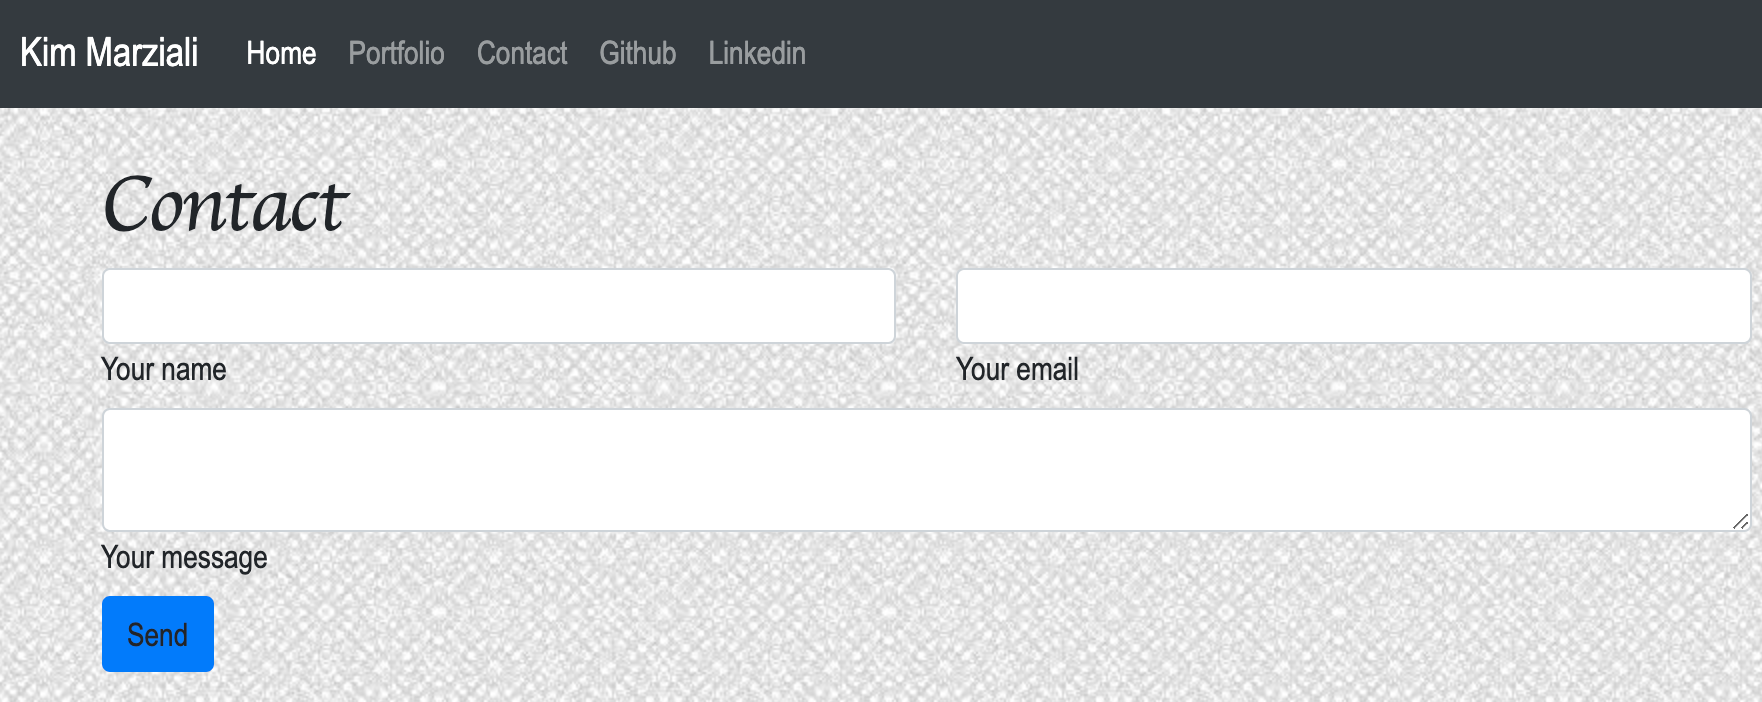 Kim Marziali Home Portfolio Contact Github Linkedin
Contact
Your name Your email
Your message
Send